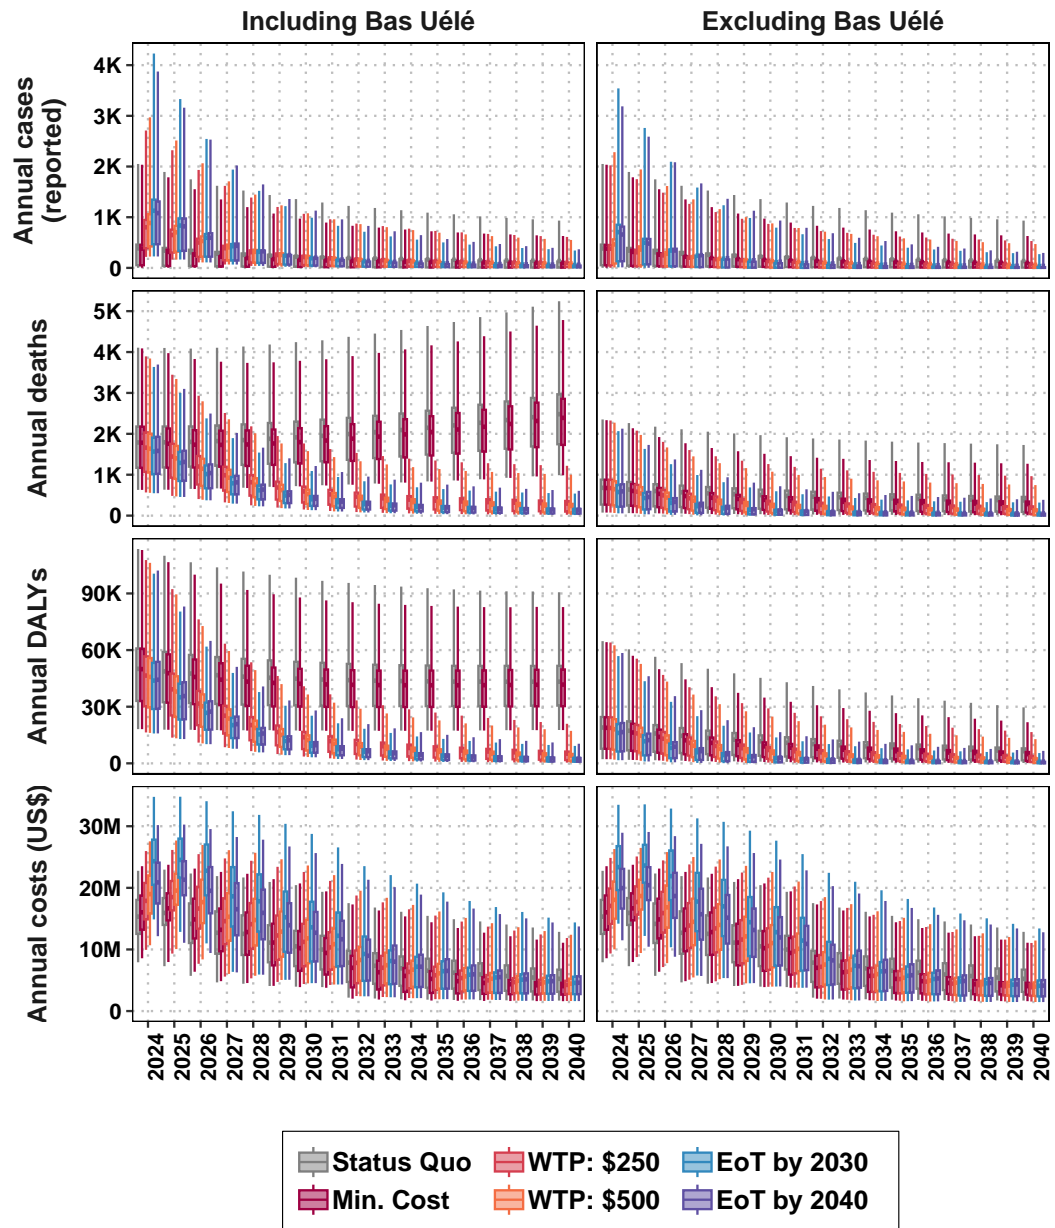 Including Bas Uélé
Excluding Bas Uélé
Annual cases
(reported)
4K
3K
2K
1K
0
Annual deaths
5K
4K
3K
2K
1K
0
Annual DALYs
90K
60K
30K
0
Annual costs (US$)
30M
20M
10M
0
2024 2025 2026 2027 2028 2029 2030 2031 2032 2033 2034 2035 2036 2037 2038 2039 2040
2024 2025 2026 2027 2028 2029 2030 2031 2032 2033 2034 2035 2036 2037 2038 2039 2040
Status Quo WTP: $250 EoT by 2030
Min. Cost WTP: $500 EoT by 2040